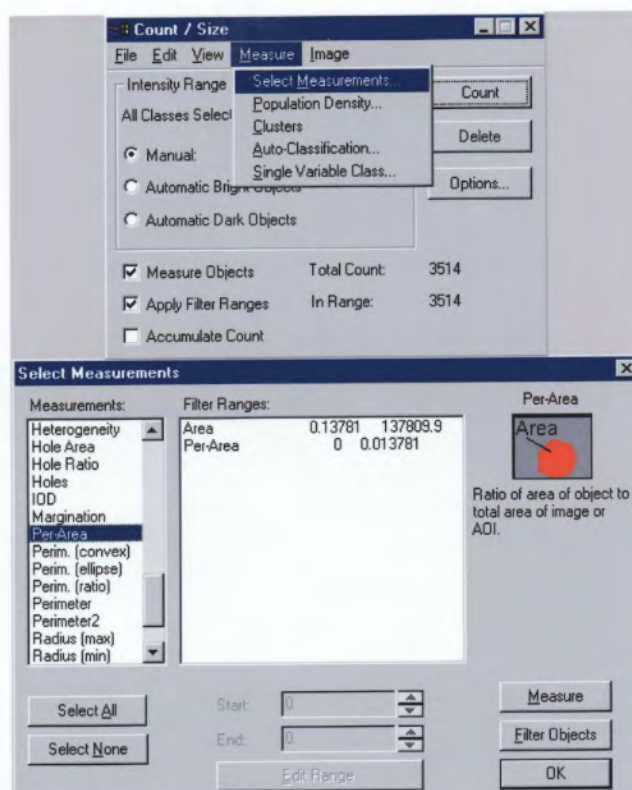 Count / Size
File Edit View Measure Image
Select Measurements...
Population Density...
Clusters
Auto-Classification...
Single Variable Class...
Intensity Range
All Classes Select
Manual:
Automatic Bright Objects
Automatic Dark Objects
Count
Delete
Options...
Measure Objects Total Count: 3514
Apply Filter Ranges In Range: 3514
Accumulate Count
Select Measurements
Measurements:
Heterogeneity
Hole Area
Hole Ratio
Holes
IOD
Margination
Per-Area
Perim. (convex)
Perim. (ellipse)
Perim. (ratio)
Perimeter
Perimeter2
Radius (max)
Radius (min)
Filter Ranges:
Area 0.13781 137809.9
Per-Area 0 0.013781
Per-Area
Area
Ratio of area of object to
total area of image or
AOI.
Select All
Select None
Start: 0
End: 0
Edit Range
Measure
Filter Objects
OK